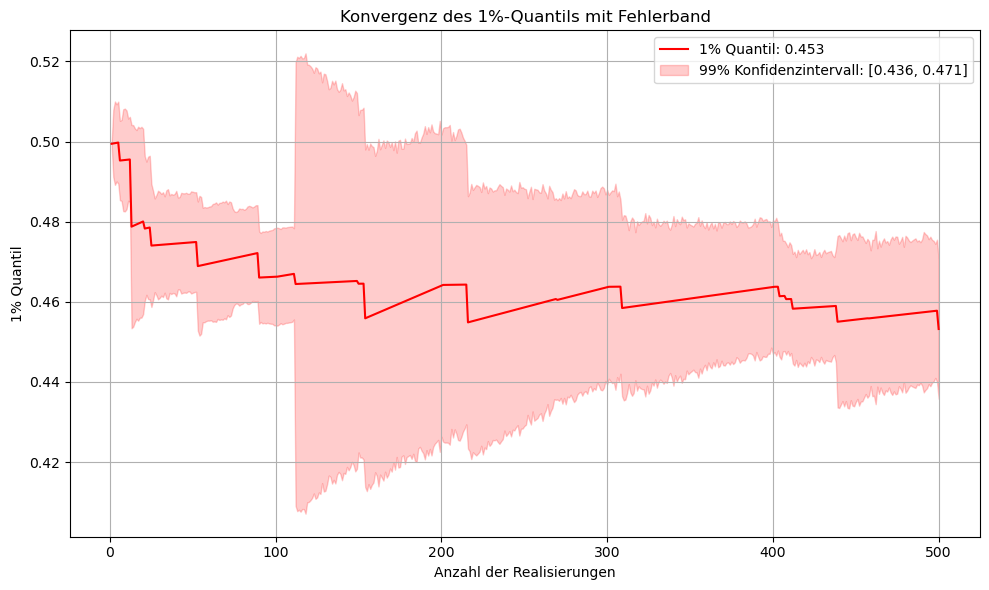 Konvergenz des 1%-Quantils mit Fehlerband
1% Quantil: 0.453
99% Konfidenzintervall: [0.436, 0.471]
0.52
0.50
0.48
0.46
0.44
0.42
1% Quantil
0 100 200 300 400 500
Anzahl der Realisierungen